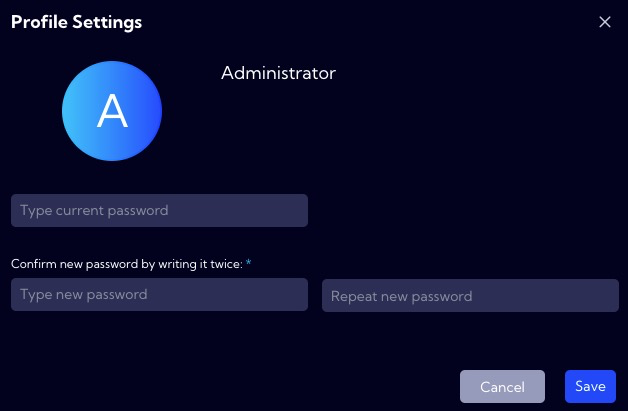 Profile Settings
A
Administrator
Type current password
Confirm new password by writing it twice: *
Type new password
Repeat new password
Cancel
Save